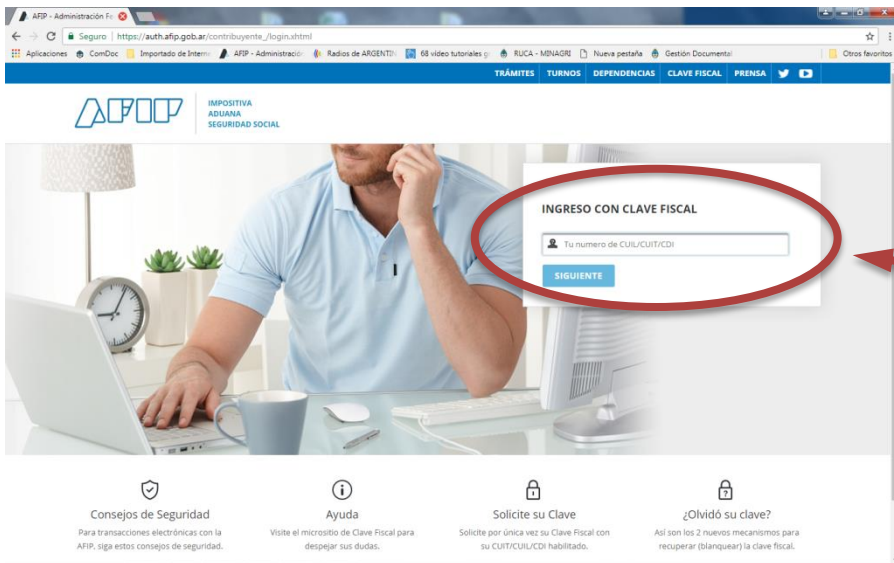 AFIP - Administración Fe
Seguro | https://auth.afip.gob.ar/contribuyente_/login.xhtml
Aplicaciones ComDoc Importado de Intern AFIP - Administración Radios de ARGENTIN 68 vídeo tutoriales g RUCA - MINAGRI Nueva pestaña Gestión Documental Otros favoritos
TRÁMITES TURNOS DEPENDENCIAS CLAVE FISCAL PRENSA
AFIP
IMPOSITIVA
ADUANA
SEGURIDAD SOCIAL
INGRESO CON CLAVE FISCAL
Tu numero de CUIL/CUIT/CDI
SIGUIENTE
Consejos de Seguridad
Para transacciones electrónicas con la
AFIP, siga estos consejos de seguridad.
Ayuda
Visite el micrositio de Clave Fiscal para
despejar sus dudas.
Solicite su Clave
Solicite por única vez su Clave Fiscal con
su CUIT/CUIL/CDI habilitado.
¿Olvidó su clave?
Así son los 2 nuevos mecanismos para
recuperar (blanquear) la clave fiscal.